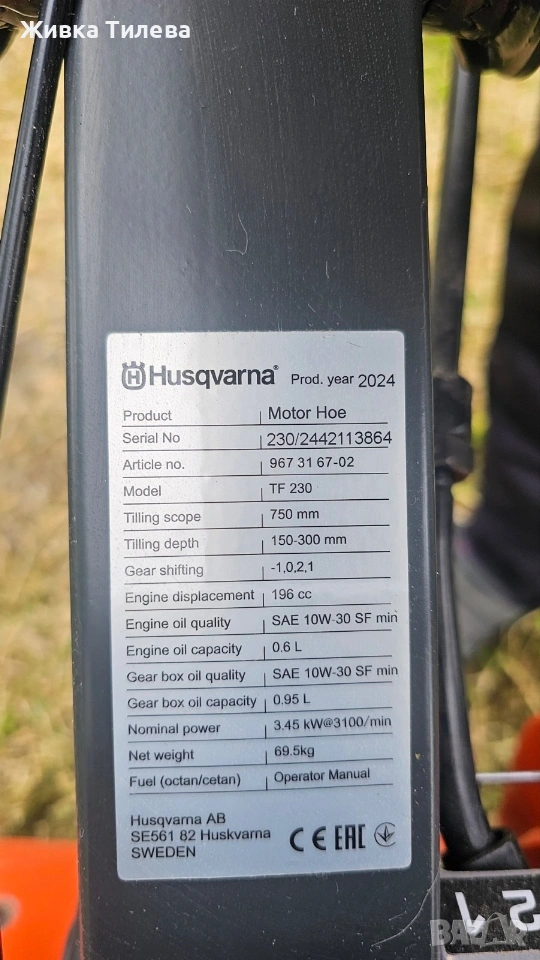 Живка Тилева
Husqvarna® Prod. year 2024
Product Motor Hoe
Serial No 230/2442113864
Article no. 967 31 67-02
Model TF 230
Tilling scope 750 mm
Tilling depth 150-300 mm
Gear shifting -1,0,2,1
Engine displacement 196 cc
Engine oil quality SAE 10W-30 SF min
Engine oil capacity 0.6 L
Gear box oil quality SAE 10W-30 SF min
Gear box oil capacity 0.95 L
Nominal power 3.45 kW@3100/min
Net weight 69.5kg
Fuel (octan/cetan) Operator Manual
Husqvarna AB
SE561 82 Huskvarna
SWEDEN
CE EAC
2 1
BAZAR